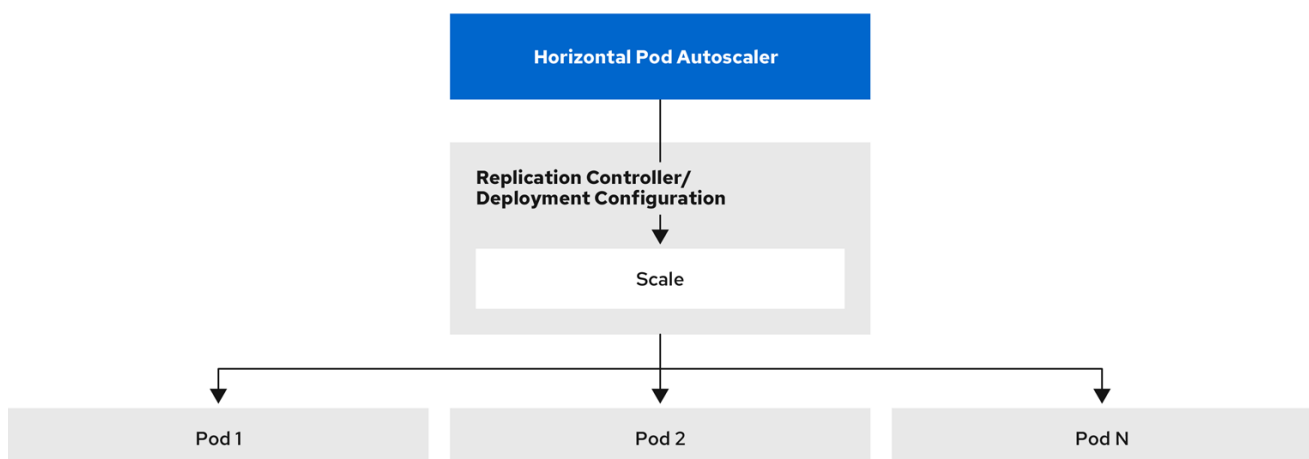 Horizontal Pod Autoscaler
Replication Controller/
Deployment Configuration
Scale
Pod 1
Pod 2
Pod N